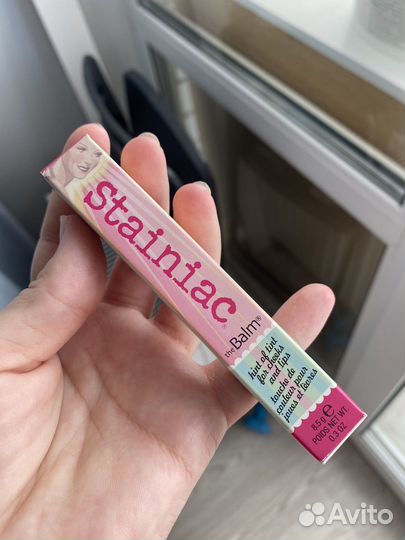 Stainiac®
theBalm®
hint of tint
for cheeks
and lips
touche de
couleur pour
joues et lèvres
8.5 g ℮
POIDS NET WT.
0.3 OZ
Avito